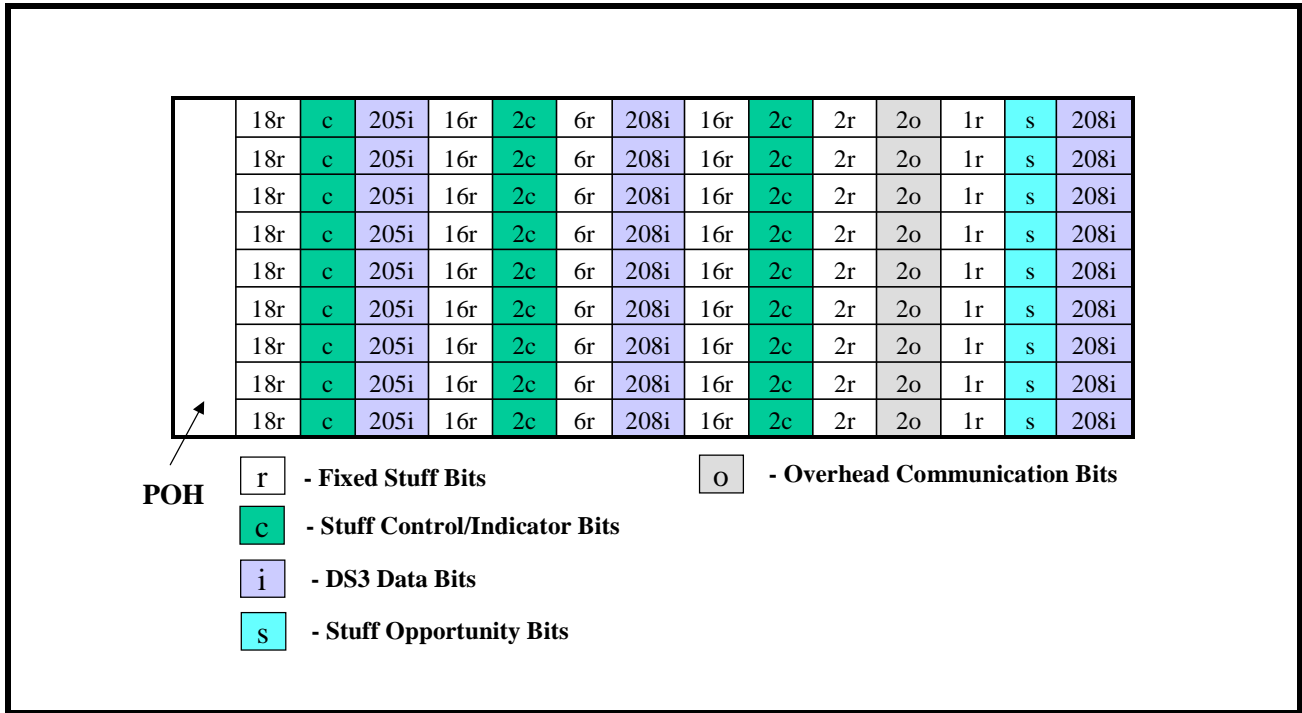 18r c 205i 16r 2c 6r 208i 16r 2c 2r 2o 1r s 208i
18r c 205i 16r 2c 6r 208i 16r 2c 2r 2o 1r s 208i
18r c 205i 16r 2c 6r 208i 16r 2c 2r 2o 1r s 208i
18r c 205i 16r 2c 6r 208i 16r 2c 2r 2o 1r s 208i
18r c 205i 16r 2c 6r 208i 16r 2c 2r 2o 1r s 208i
18r c 205i 16r 2c 6r 208i 16r 2c 2r 2o 1r s 208i
18r c 205i 16r 2c 6r 208i 16r 2c 2r 2o 1r s 208i
18r c 205i 16r 2c 6r 208i 16r 2c 2r 2o 1r s 208i
18r c 205i 16r 2c 6r 208i 16r 2c 2r 2o 1r s 208i
POH
r - Fixed Stuff Bits
o - Overhead Communication Bits
c - Stuff Control/Indicator Bits
i - DS3 Data Bits
s - Stuff Opportunity Bits